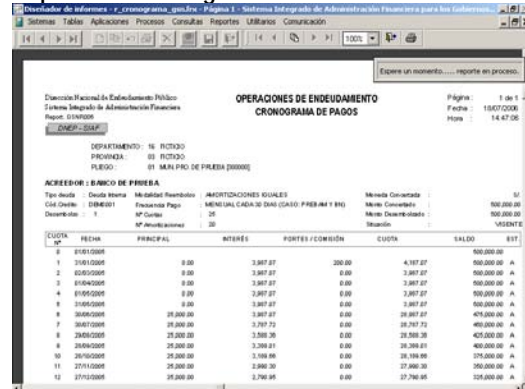 Diseñador de informes - r_cronograma_gsn.frx - Página 1 - Sistema Integrado de Administración Financiera para los Gobiernos...
Sistema Tablas Aplicaciones Procesos Consultas Reportes Utilitarios Comunicación
100%
Espere un momento..... reporte en proceso.
Dirección Nacional de Endeudamiento Público
Sistema Integrado de Administración Financiera
Report:
DNEP - SIAF
OPERACIONES DE ENDEUDAMIENTO
CRONOGRAMA DE PAGOS
Página : 1 de 1
Fecha : 18/07/2006
Hora : 14:47:06
DEPARTAMENTO : 16 FICTICIO
PROVINCIA : 03 FICTICIO
PLIEGO : 01 MUN. PRO. DE PRUEBA [000000]
ACREEDOR : BANCO DE PRUEBA
Tipo deuda : Deuda Interna Modalidad Reembolso : AMORTIZACIONES IGUALES Moneda Concertada : S/.
Cód. Credito : Frecuencia Pago : MENSUAL CADA 30 DIAS Monto Concertado : 500,000.00
Desembolso : 1 Nº Cuotas : 25 Monto Desembolsado : 500,000.00
Nº Amortizaciones : 20 Situación : VIGENTE
CUOTA Nº FECHA PRINCIPAL INTERÉS PORTES / COMISIÓN CUOTA SALDO EST
0 01/01/2005 500,000.00
1 31/01/2005 0.00 3,987.07 200.00 4,187.07 500,000.00 A
2 02/03/2005 0.00 3,987.07 0.00 3,987.07 500,000.00 A
3 01/04/2005 0.00 3,987.07 0.00 3,987.07 500,000.00 A
4 01/05/2005 0.00 3,987.07 0.00 3,987.07 500,000.00 A
5 31/05/2005 0.00 3,987.07 0.00 3,987.07 500,000.00 A
6 30/06/2005 25,000.00 3,987.07 0.00 28,987.07 475,000.00 A
7 30/07/2005 25,000.00 3,787.72 0.00 28,787.72 450,000.00 A
8 29/08/2005 25,000.00 3,588.36 0.00 28,588.36 425,000.00 A
9 28/09/2005 25,000.00 3,389.01 0.00 28,389.01 400,000.00 A
10 28/10/2005 25,000.00 3,189.66 0.00 28,189.66 375,000.00 A
11 27/11/2005 25,000.00 2,990.30 0.00 27,990.30 350,000.00 A
12 27/12/2005 25,000.00 2,790.95 0.00 27,790.95 325,000.00 A